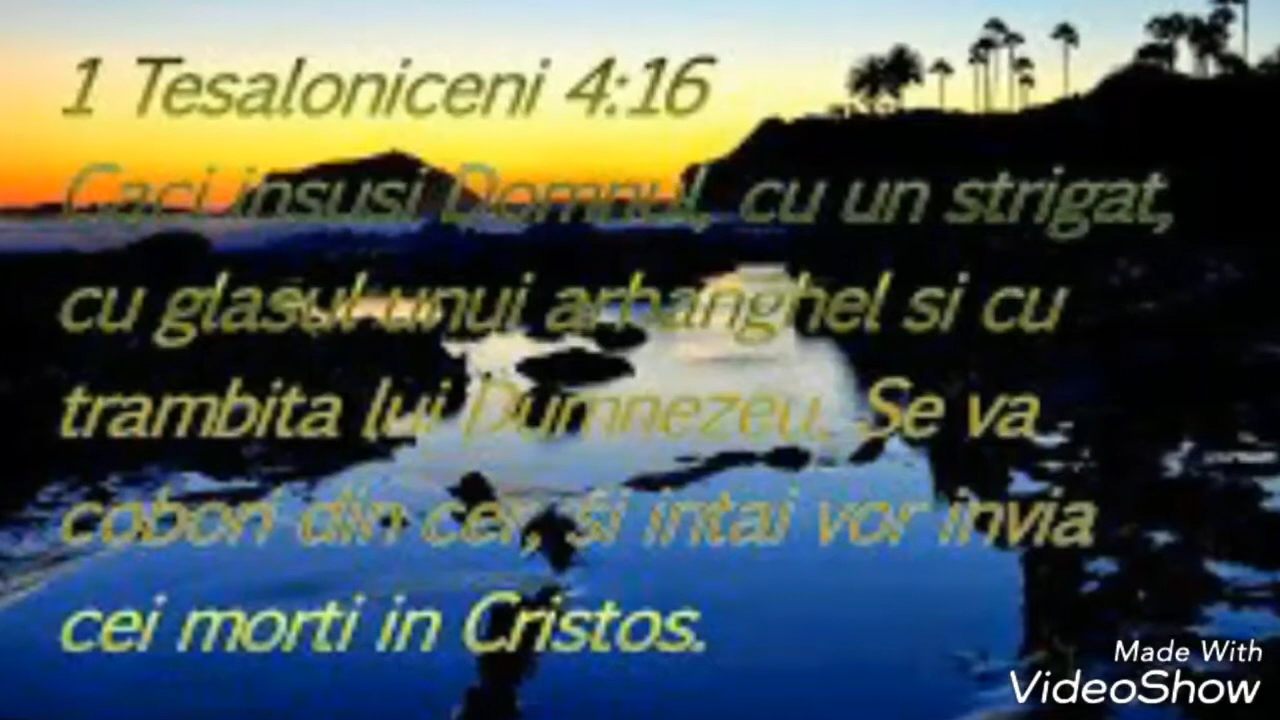 1 Tesaloniceni 4:16
Caci insusi Domnul, cu un strigat,
cu glasul unui arhanghel si cu
trambita lui Dumnezeu, Se va
cobori din cer, si intai vor invia
cei morti in Cristos.
Made With
VideoShow